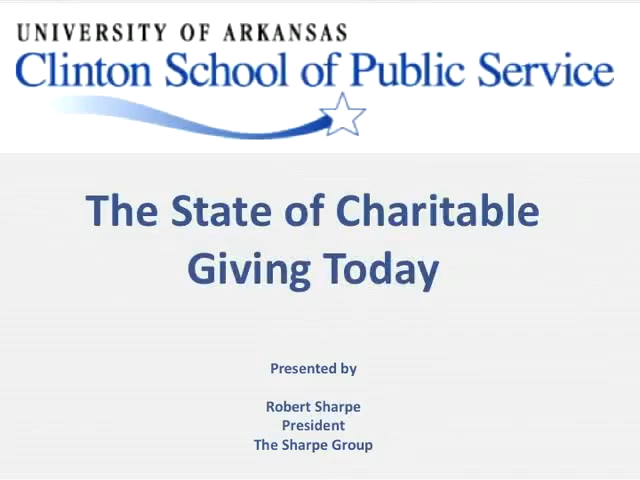 UNIVERSITY OF ARKANSAS
Clinton School of Public Service
The State of Charitable
Giving Today
Presented by
Robert Sharpe
President
The Sharpe Group